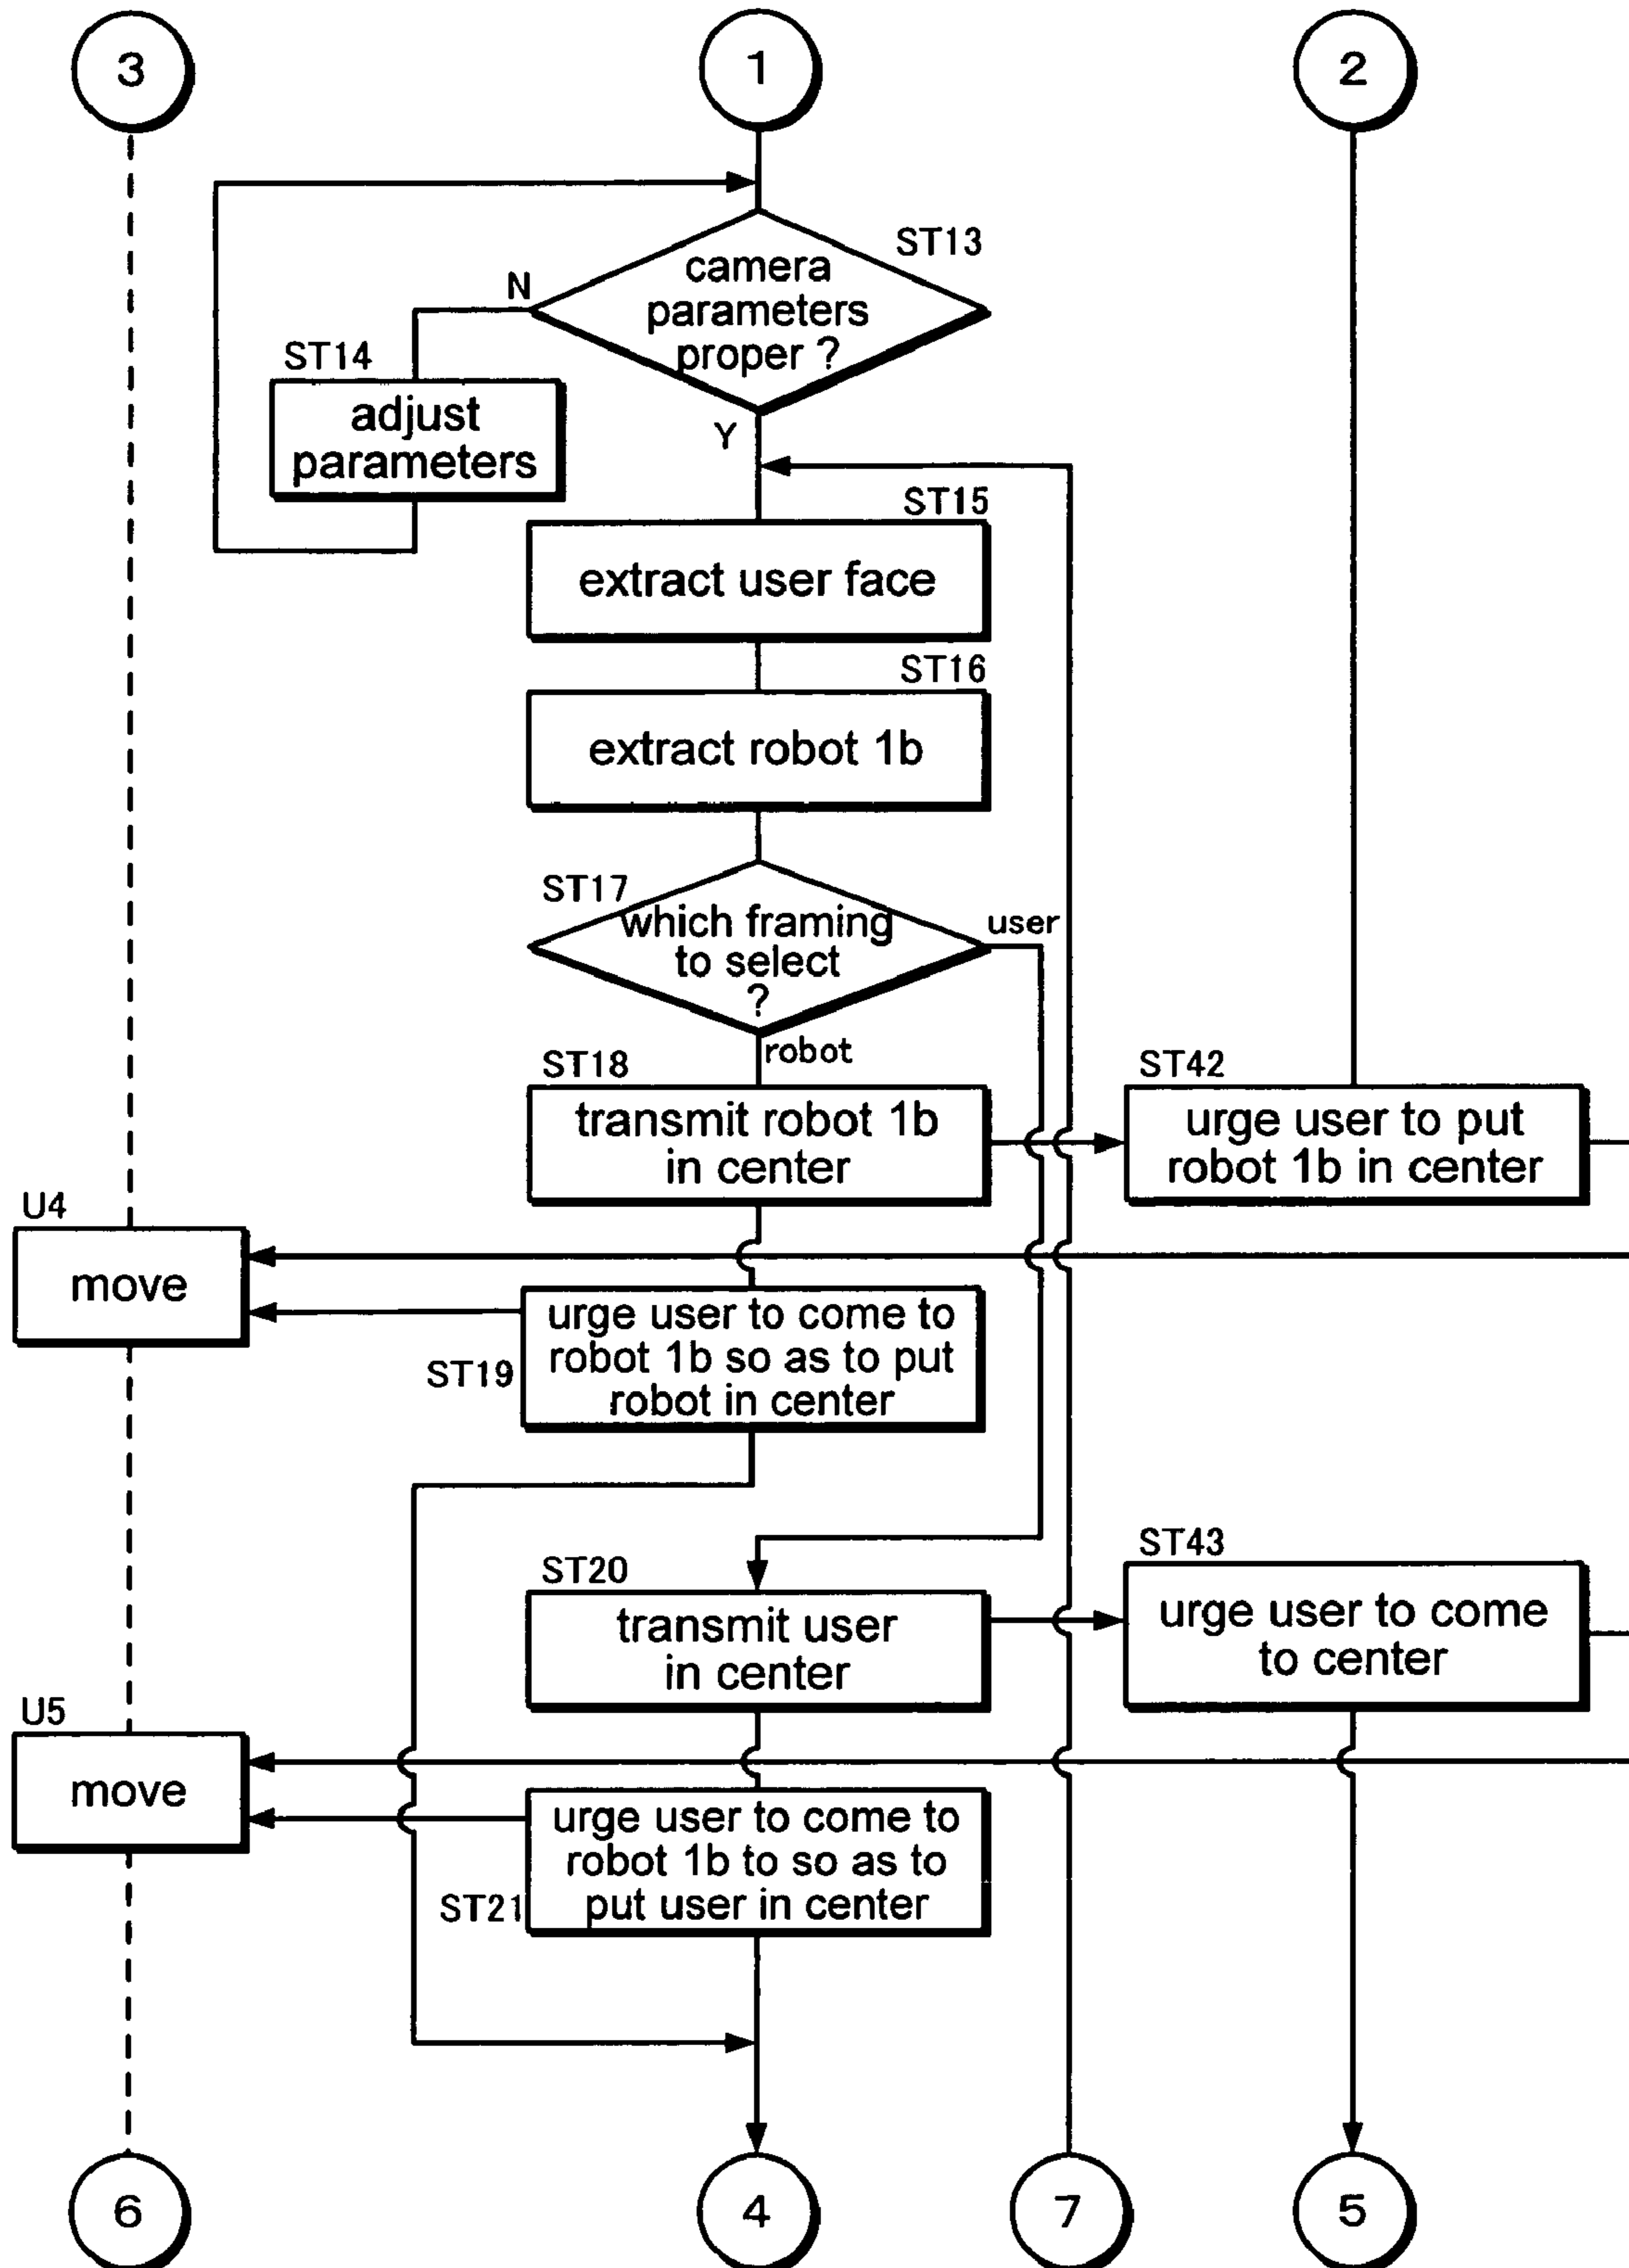 3
1
2
ST13
camera
parameters
proper ?
N
ST14
adjust
parameters
Y
ST15
extract user face
ST16
extract robot 1b
ST17
which framing
to select
?
user
robot
ST18
transmit robot 1b
in center
ST42
urge user to put
robot 1b in center
U4
move
urge user to come to
robot 1b so as to put
robot in center
ST19
ST20
transmit user
in center
ST43
urge user to come
to center
U5
move
urge user to come to
robot 1b to so as to
put user in center
ST21
6
4
7
5